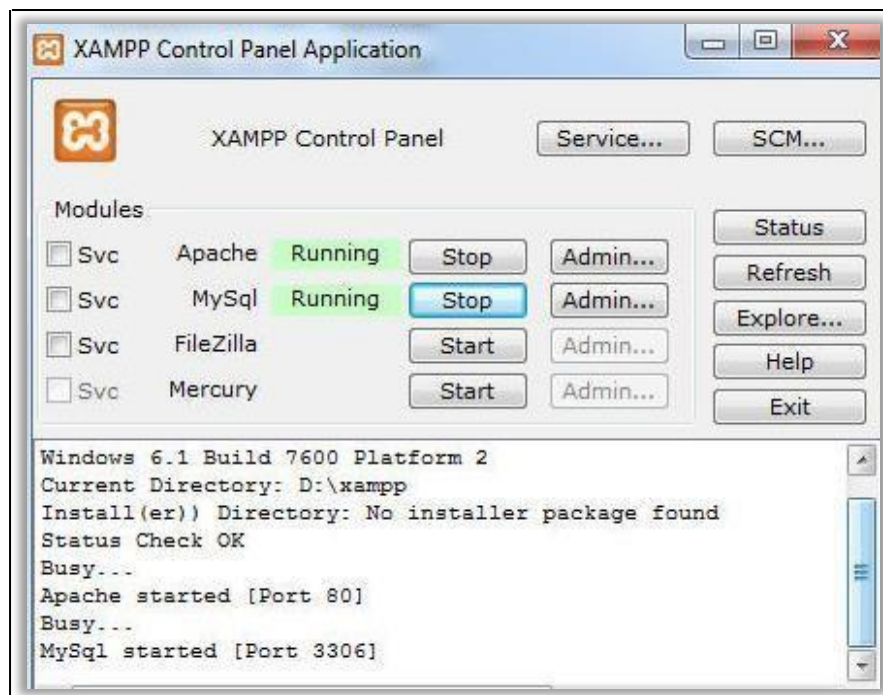 XAMPP Control Panel Application
XAMPP Control Panel Service... SCM...
Modules
Svc Apache Running Stop Admin...
Svc MySql Running Stop Admin...
Svc FileZilla Start Admin...
Svc Mercury Start Admin...
Status
Refresh
Explore...
Help
Exit
Windows 6.1 Build 7600 Platform 2
Current Directory: D:\xampp
Install(er)) Directory: No installer package found
Status Check OK
Busy...
Apache started [Port 80]
Busy...
MySql started [Port 3306]